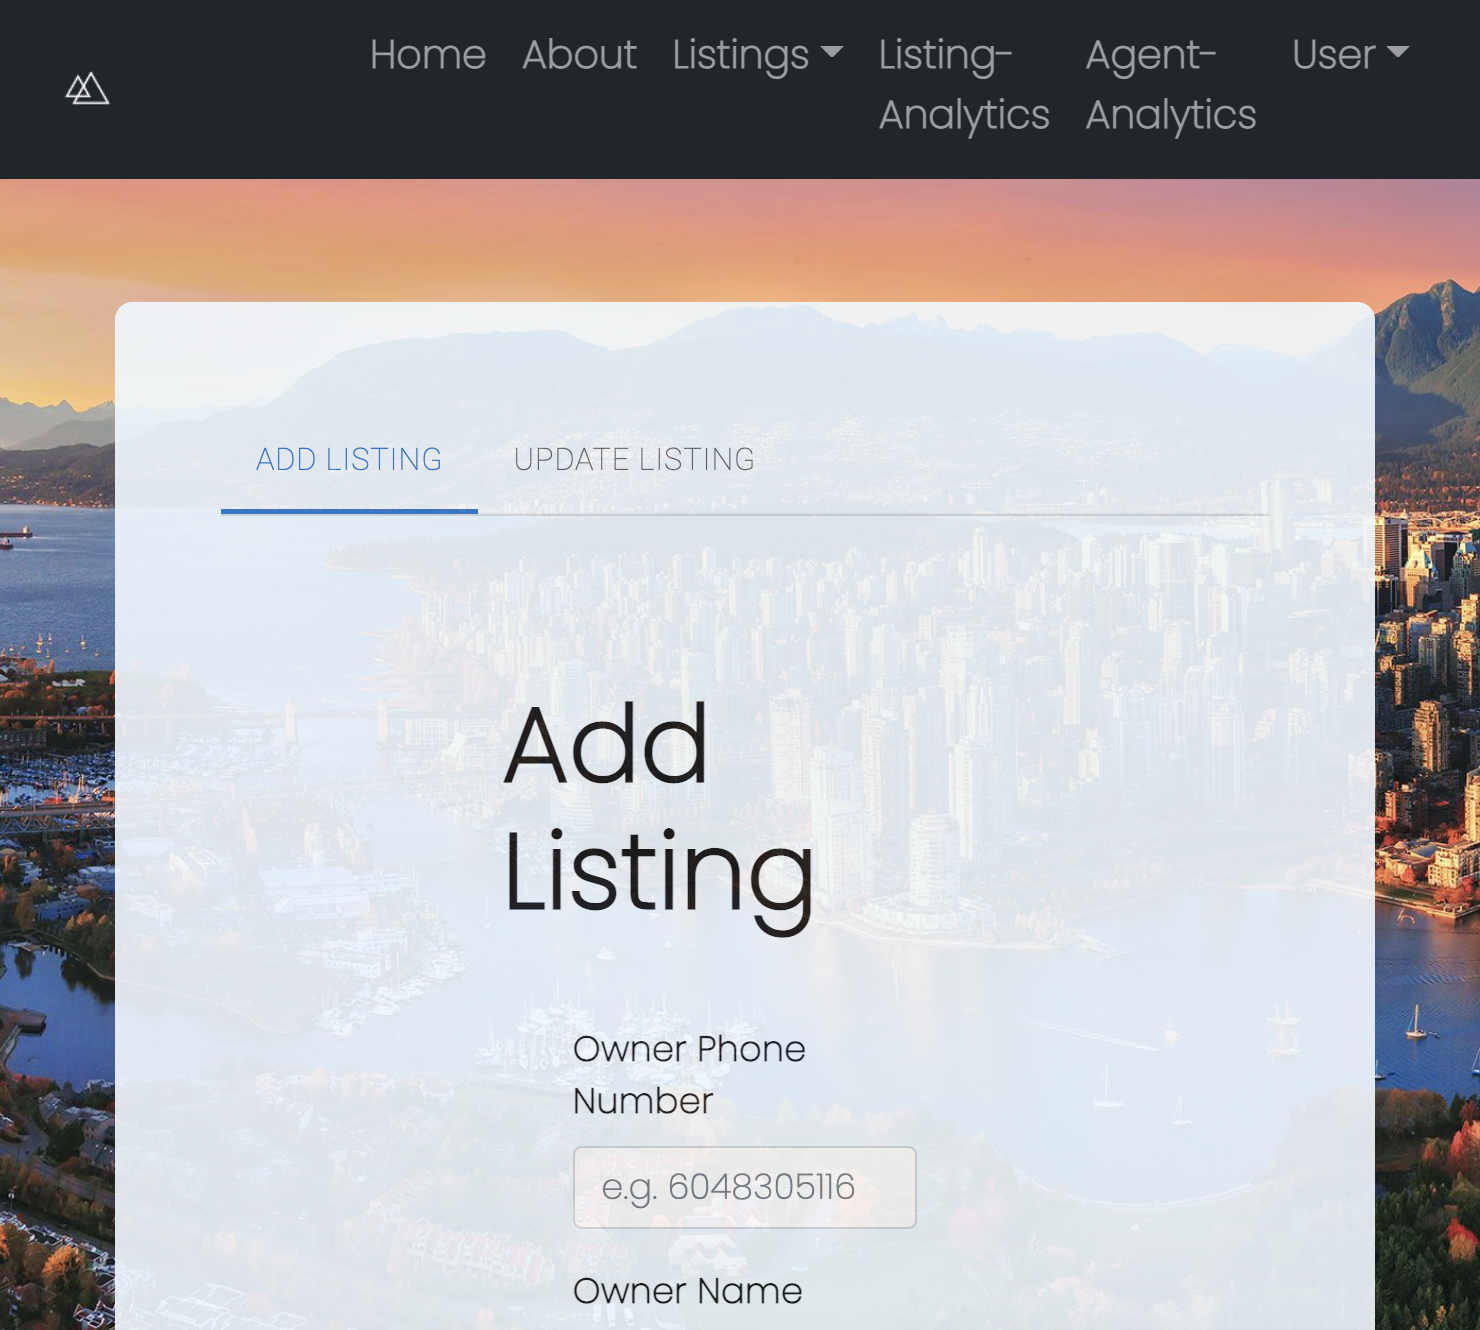 Home About Listings Listing- Agent- User
Analytics Analytics
ADD LISTING UPDATE LISTING
Add
Listing
Owner Phone
Number
e.g. 6048305116
Owner Name